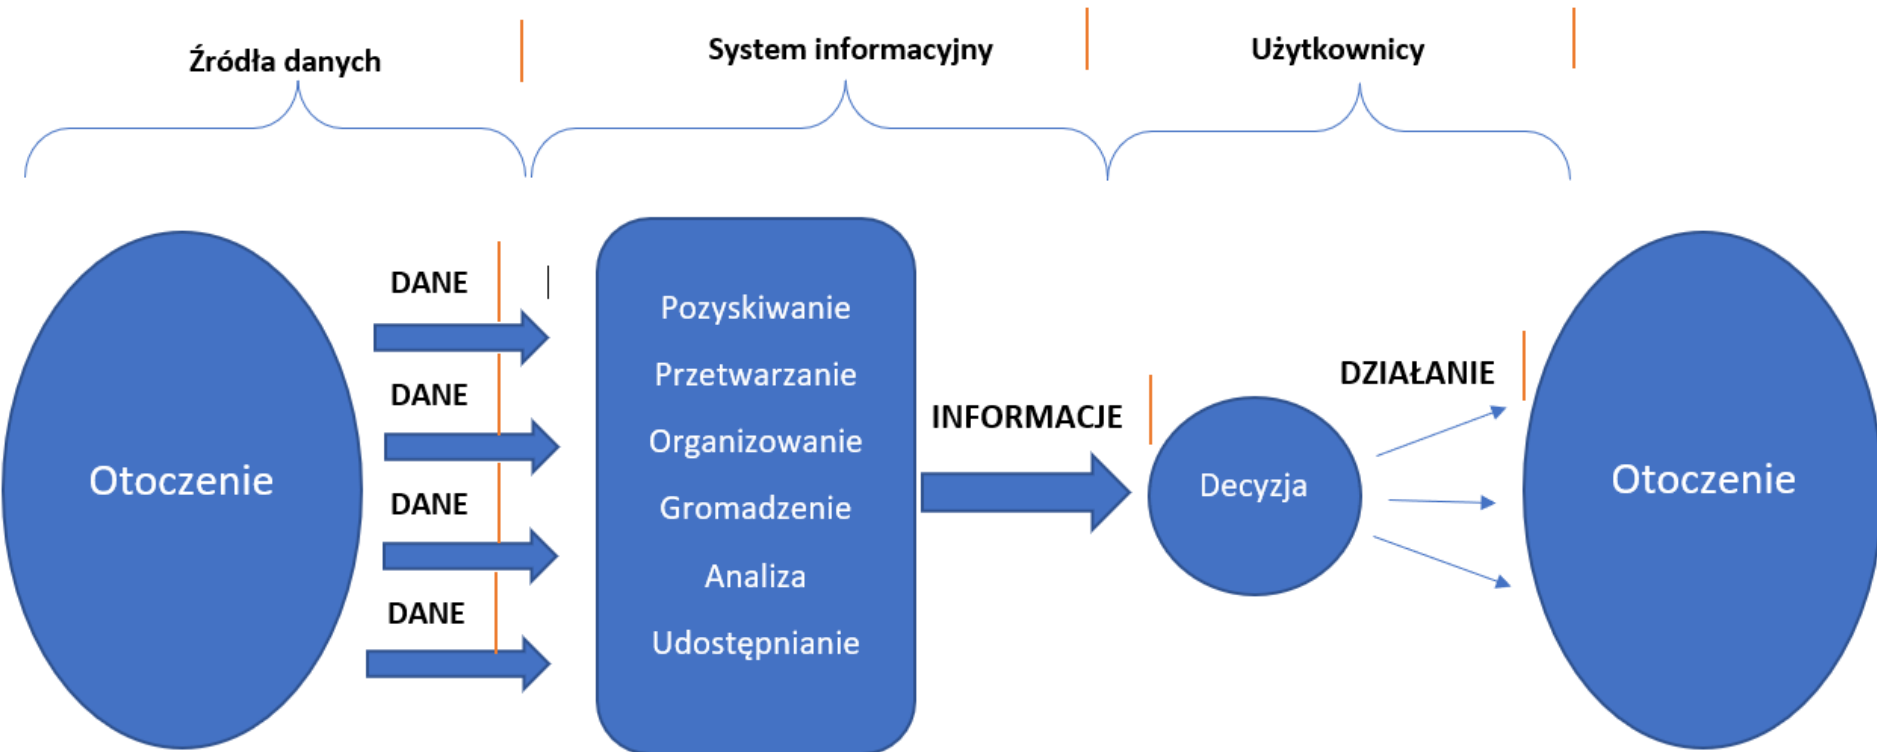 Źródła danych
System informacyjny
Użytkownicy
Otoczenie
DANE
DANE
DANE
DANE
Pozyskiwanie
Przetwarzanie
Organizowanie
Gromadzenie
Analiza
Udostępnianie
INFORMACJE
Decyzja
DZIAŁANIE
Otoczenie